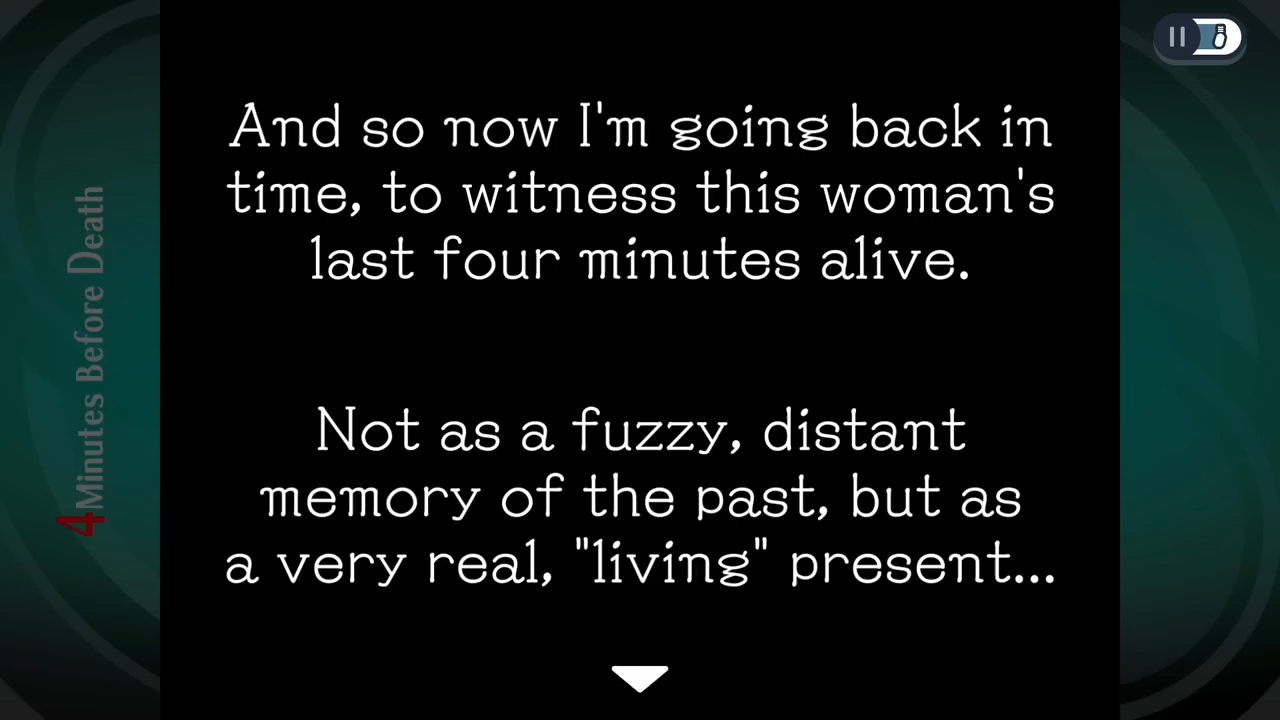 4 Minutes Before Death
And so now I'm going back in
time, to witness this woman's
last four minutes alive.
Not as a fuzzy, distant
memory of the past, but as
a very real, "living" present...